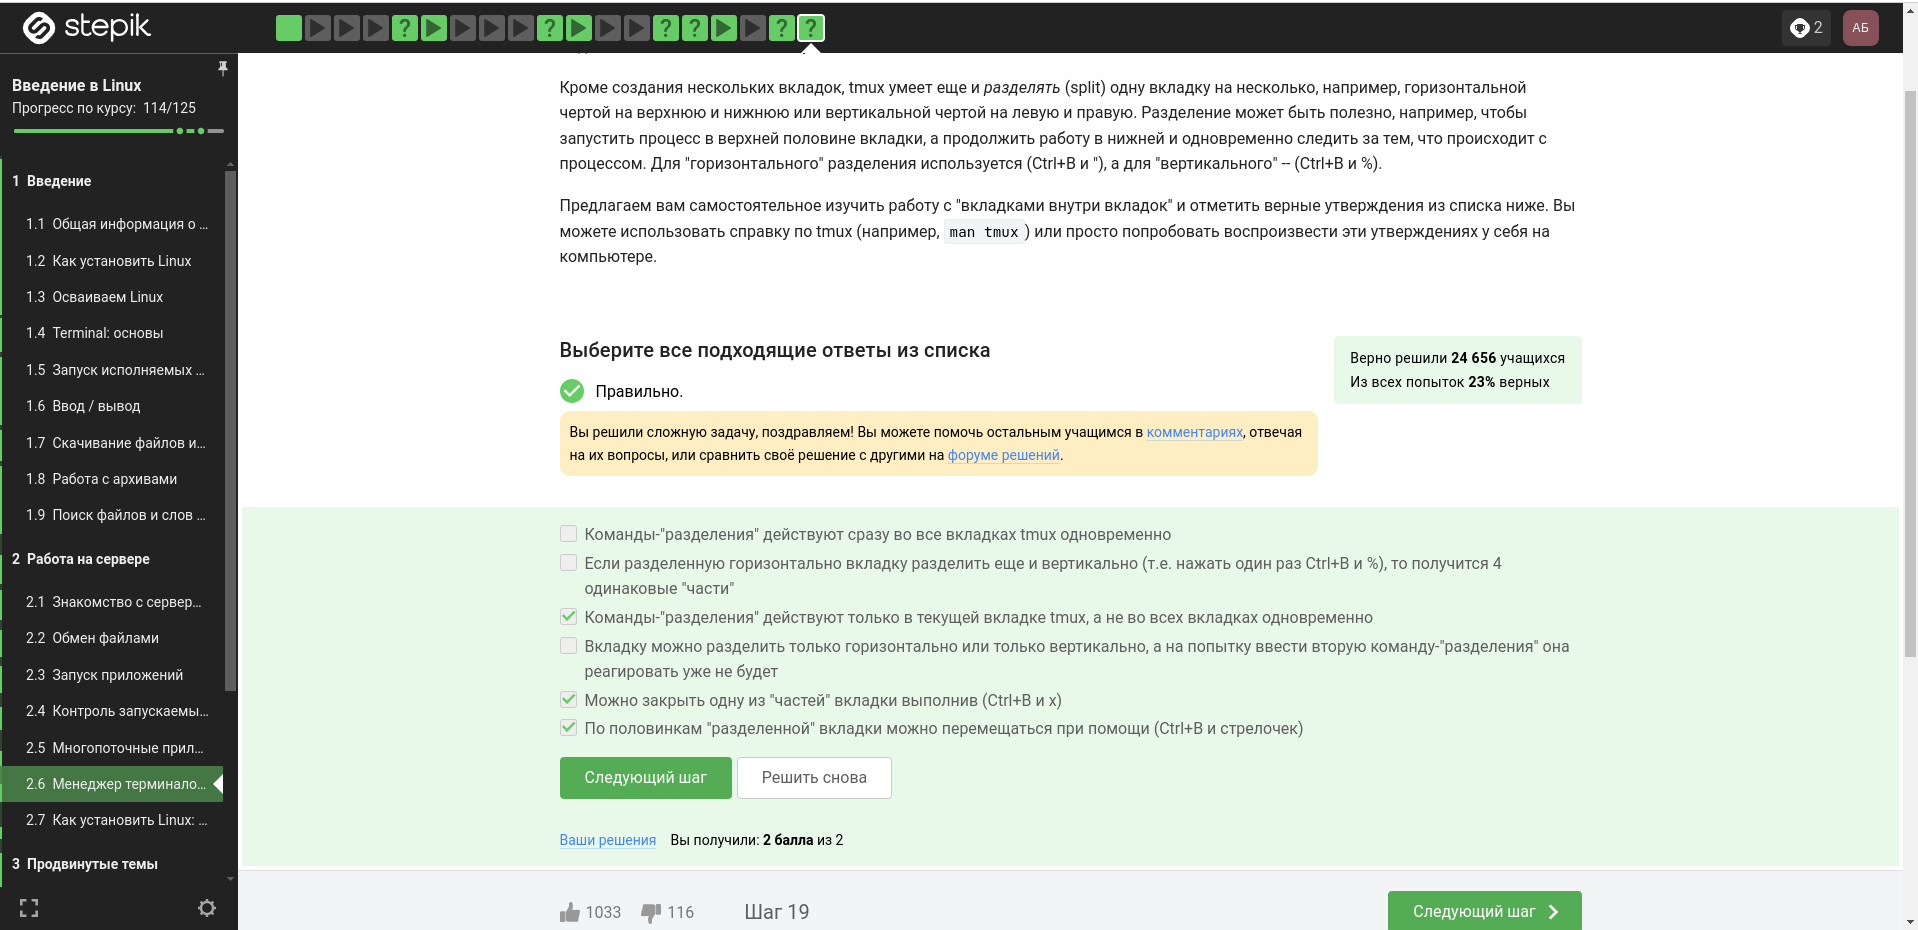 stepik
? ? ? ? ? ?
2
АБ
Введение в Linux
Прогресс по курсу: 114/125
1 Введение
1.1 Общая информация о ...
1.2 Как установить Linux
1.3 Осваиваем Linux
1.4 Terminal: основы
1.5 Запуск исполняемых ...
1.6 Ввод / вывод
1.7 Скачивание файлов и...
1.8 Работа с архивами
1.9 Поиск файлов и слов ...
2 Работа на сервере
2.1 Знакомство с сервер...
2.2 Обмен файлами
2.3 Запуск приложений
2.4 Контроль запускаемы...
2.5 Многопоточные прил...
2.6 Менеджер терминало...
2.7 Как установить Linux: ...
3 Продвинутые темы
Кроме создания нескольких вкладок, tmux умеет еще и разделять (split) одну вкладку на несколько, например, горизонтальной
чертой на верхнюю и нижнюю или вертикальной чертой на левую и правую. Разделение может быть полезно, например, чтобы
запустить процесс в верхней половине вкладки, а продолжить работу в нижней и одновременно следить за тем, что происходит с
процессом. Для "горизонтального" разделения используется (Ctrl+B и "), а для "вертикального" -- (Ctrl+B и %).
Предлагаем вам самостоятельное изучить работу с "вкладками внутри вкладок" и отметить верные утверждения из списка ниже. Вы
можете использовать справку по tmux (например, man tmux ) или просто попробовать воспроизвести эти утверждениях у себя на
компьютере.
Выберите все подходящие ответы из списка
Верно решили 24 656 учащихся
Из всех попыток 23% верных
Правильно.
Вы решили сложную задачу, поздравляем! Вы можете помочь остальным учащимся в комментариях, отвечая
на их вопросы, или сравнить своё решение с другими на форуме решений.
Команды-"разделения" действуют сразу во все вкладках tmux одновременно
Если разделенную горизонтально вкладку разделить еще и вертикально (т.е. нажать один раз Ctrl+B и %), то получится 4
одинаковые "части"
Команды-"разделения" действуют только в текущей вкладке tmux, а не во всех вкладках одновременно
Вкладку можно разделить только горизонтально или только вертикально, а на попытку ввести вторую команду-"разделения" она
реагировать уже не будет
Можно закрыть одну из "частей" вкладки выполнив (Ctrl+B и x)
По половинкам "разделенной" вкладки можно перемещаться при помощи (Ctrl+B и стрелочек)
Следующий шаг
Решить снова
Ваши решения Вы получили: 2 балла из 2
1033 116 Шаг 19
Следующий шаг